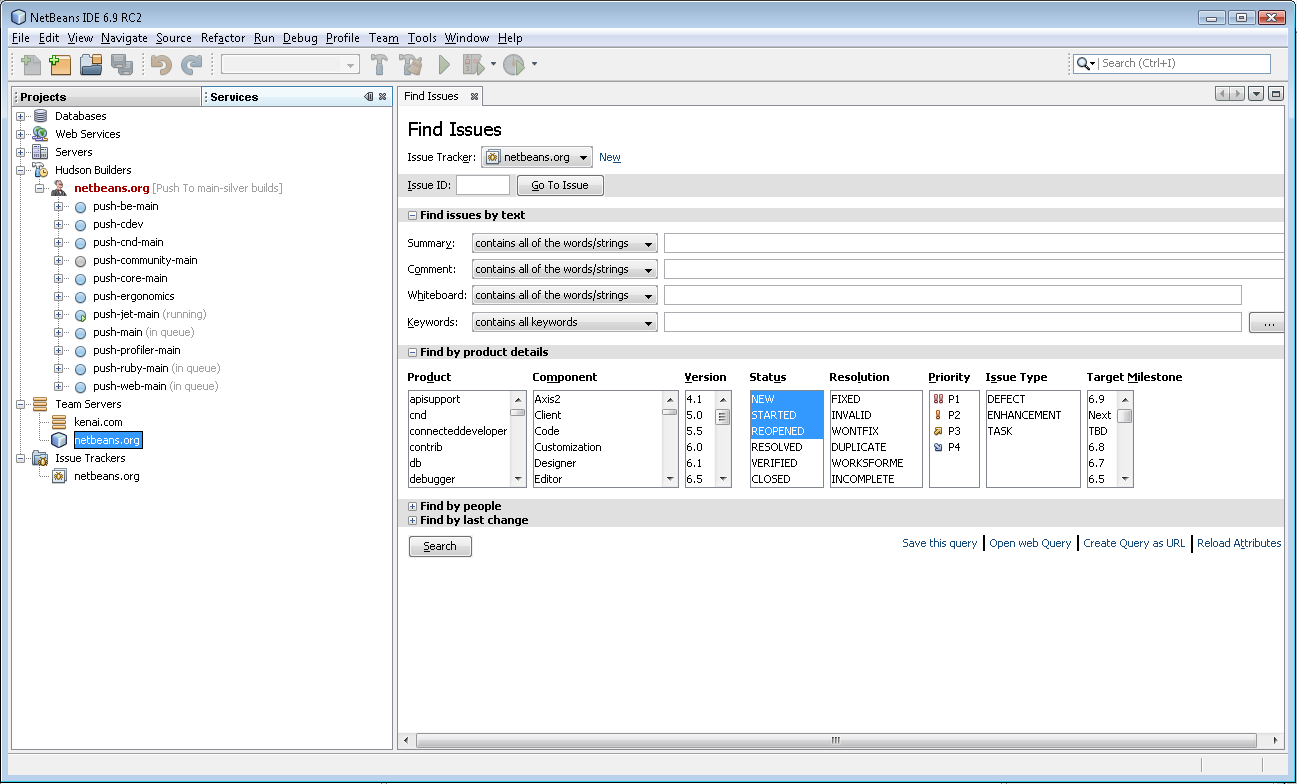 NetBeans IDE 6.9 RC2
File Edit View Navigate Source Refactor Run Debug Profile Team Tools Window Help
Search (Ctrl+I)
Projects
Services
Databases
Web Services
Servers
Hudson Builders
netbeans.org [Push To main-silver builds]
push-be-main
push-cdev
push-cnd-main
push-community-main
push-core-main
push-ergonomics
push-jet-main (running)
push-main (in queue)
push-profiler-main
push-ruby-main (in queue)
push-web-main (in queue)
Team Servers
kenai.com
netbeans.org
Issue Trackers
netbeans.org
Find Issues
Find Issues
Issue Tracker: netbeans.org New
Issue ID: Go To Issue
Find issues by text
Summary: contains all of the words/strings
Comment: contains all of the words/strings
Whiteboard: contains all of the words/strings
Keywords: contains all keywords ...
Find by product details
Product Component Version Status Resolution Priority Issue Type Target Milestone
apisupport Axis2 4.1 NEW FIXED P1 DEFECT 6.9
cnd Client 5.0 STARTED INVALID P2 ENHANCEMENT Next
connecteddeveloper Code 5.5 REOPENED WONTFIX P3 TASK TBD
contrib Customization 6.0 RESOLVED DUPLICATE P4 6.8
db Designer 6.1 VERIFIED WORKSFORME 6.7
debugger Editor 6.5 CLOSED INCOMPLETE 6.5
Find by people
Find by last change
Search Save this query Open web Query Create Query as URL Reload Attributes